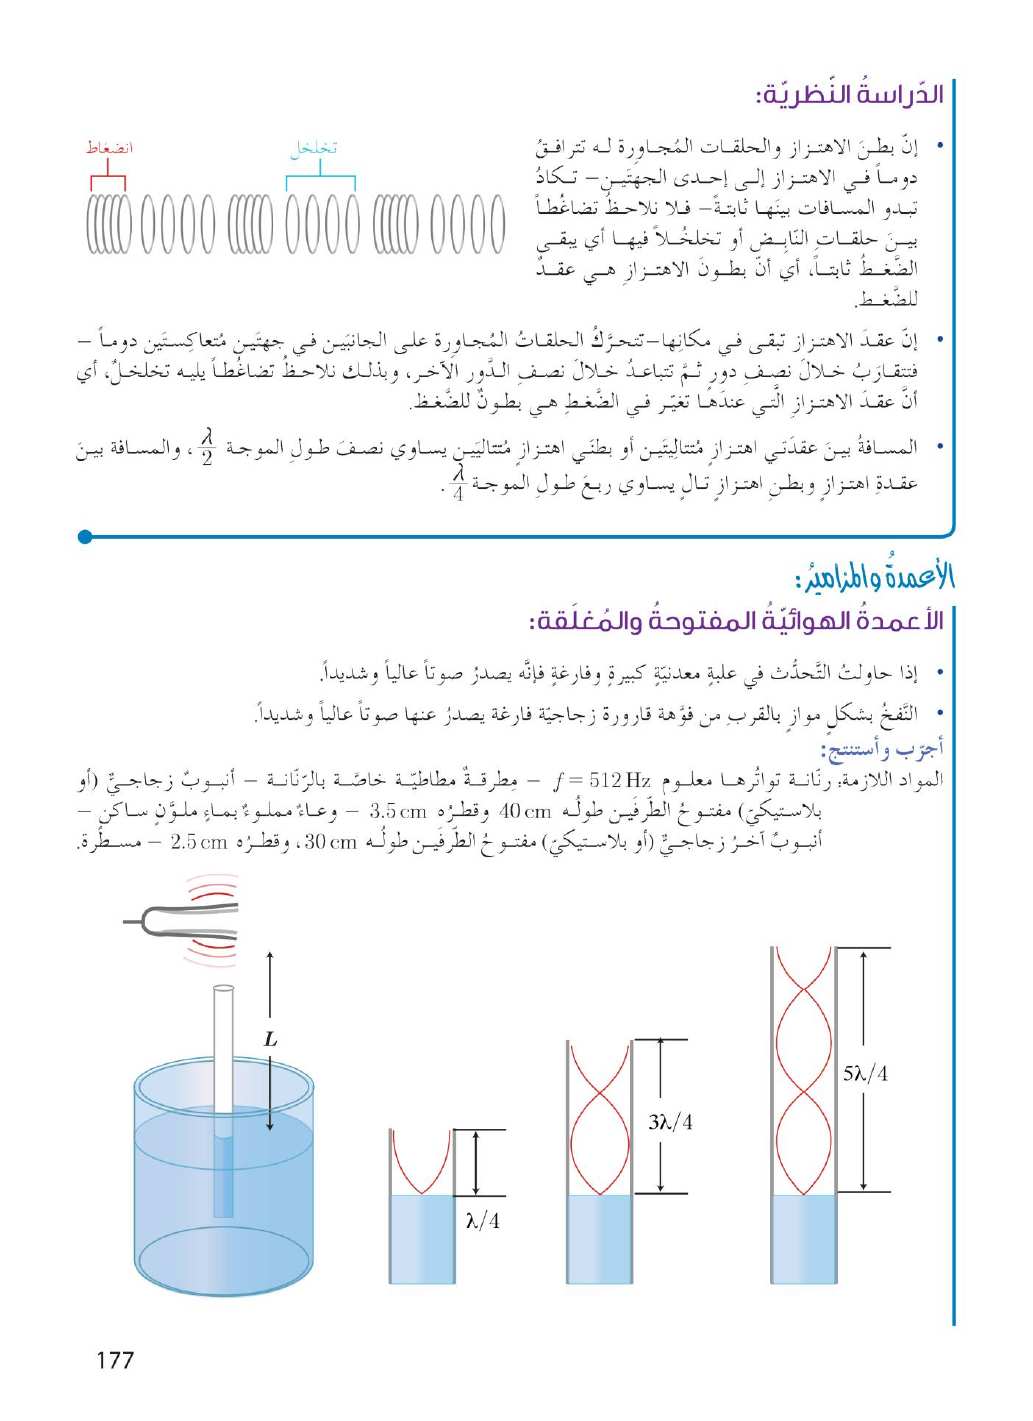 الدّراسةُ النّظريّة:
• إنّ بطنَ الاهتزاز والحلقات المُجاوِرة له تترافقُ
دوماً في الاهتزاز إلى إحدى الجهتَينِ- تكادُ
تبدو المسافات بينَها ثابتةً- فلا نلاحظُ تضاغُطاً
بينَ حلقاتِ النّابِض أو تخلخُلاً فيها أي يبقى
الضَّغطُ ثابتاً، أي أنّ بطونَ الاهتزازِ هي عقدٌ
للضَّغط.
انضغاط
تخلخل
• إنّ عقدَ الاهتزازِ تبقى في مكانِها-تتحرَّكُ الحلقاتُ المُجاوِرة على الجانبَينِ في جهتَينِ مُتعاكِستَين دوماً –
فتتقارَبُ خلالَ نصفِ دورٍ ثمَّ تتباعدُ خلالَ نصفِ الدَّور الآخر، وبذلك نلاحظُ تضاغُطاً يليه تخلخلٌ، أي
أنَّ عقدَ الاهتزازِ الَّتي عندَهُا تغيّر في الضَّغطِ هي بطونٌ للضَّغط.
• المسافةُ بينَ عقدَتي اهتزازٍ مُتتالِيتَين أو بطنَي اهتزازٍ مُتتاليَينِ يساوي نصفَ طولِ الموجة λ/2، والمسافة بينَ
عقدةِ اهتزازٍ وبطنِ اهتزازٍ تالٍ يساوي ربعَ طولِ الموجة λ/4.
الأعمدةُ والمزاميرُ:
الأعمدةُ الهوائيّةُ المفتوحةُ والمُغلَقة:
• إذا حاولتُ التَّحدُّث في علبةٍ معدنيّةٍ كبيرةٍ وفارغةٍ فإنَّه يصدرُ صوتاً عالياً وشديداً.
• النَّفخُ بشكلٍ موازٍ بالقربِ من فوَّهة قارورة زجاجيّة فارغة يصدرُ عنها صوتاً عالياً وشديداً.
أجرّب وأستنتج:
المواد اللازمة: رنّانة تواتُرها معلوم f = 512 Hz – مِطرقةٌ مطاطيّة خاصّة بالرّنّانة – أنبوبٌ زجاجيٌّ (أو
بلاستيكيّ) مفتوحُ الطّرفَين طولُه 40 cm وقطرُه 3.5 cm – وعاءٌ مملوءٌ بماءٍ ملوَّنٍ ساكن –
أنبوبٌ آخرُ زجاجيٌّ (أو بلاستيكيّ) مفتوحُ الطّرفَين طولُه 30 cm، وقطرُه 2.5 cm – مسطرة.
L
λ/4
3λ/4
5λ/4
177